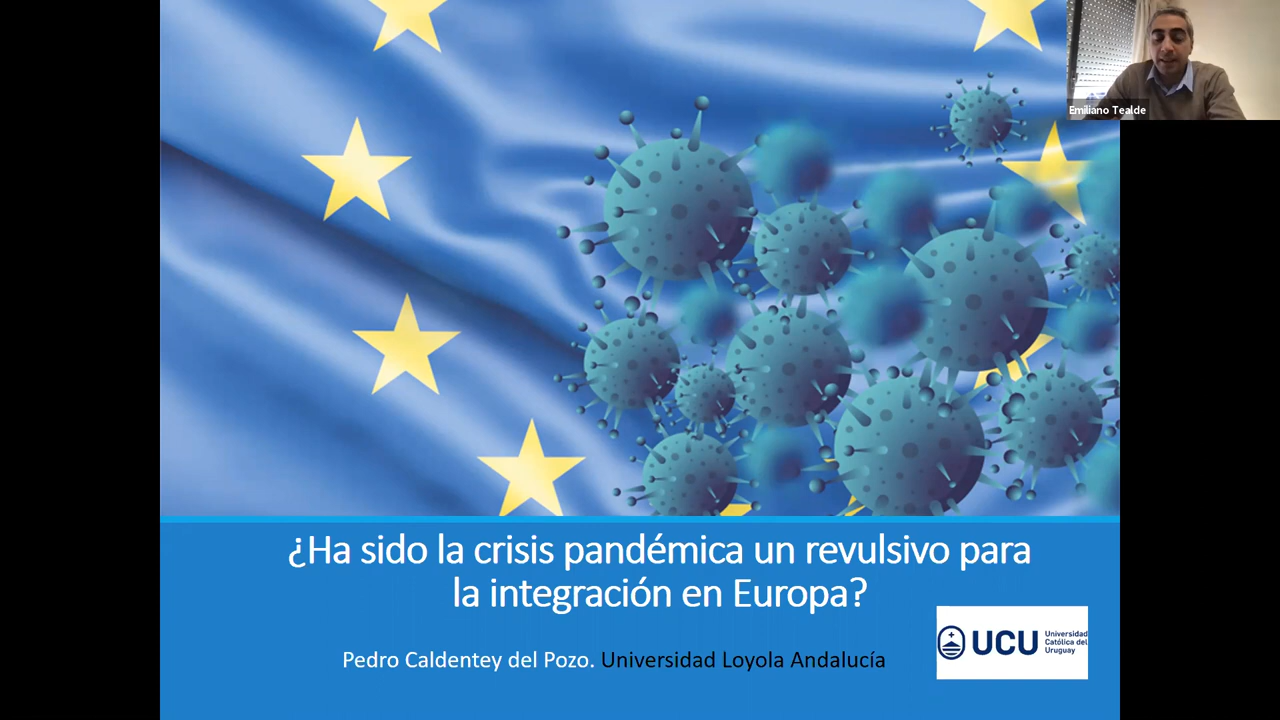 Emiliano Tealde
¿Ha sido la crisis pandémica un revulsivo para
la integración en Europa?
Pedro Caldentey del Pozo. Universidad Loyola Andalucía
UCU
Universidad
Católica del
Uruguay